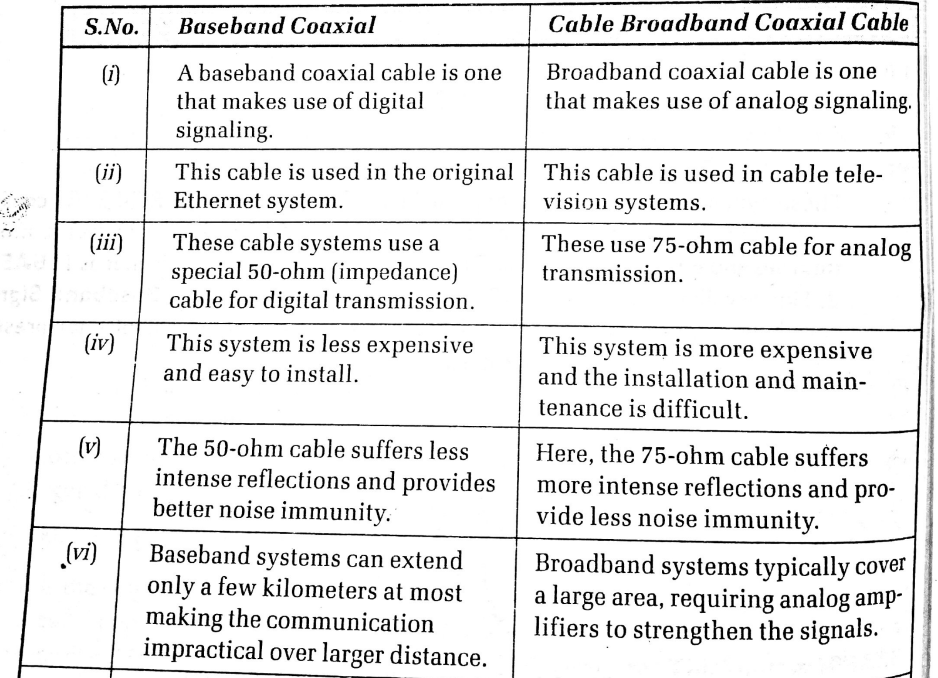 S.No. Baseband Coaxial Cable Broadband Coaxial Cable
(i) A baseband coaxial cable is one
that makes use of digital
signaling.
Broadband coaxial cable is one
that makes use of analog signaling.
(ii) This cable is used in the original
Ethernet system.
This cable is used in cable tele-
vision systems.
(iii) These cable systems use a
special 50-ohm (impedance)
cable for digital transmission.
These use 75-ohm cable for analog
transmission.
(iv) This system is less expensive
and easy to install.
This system is more expensive
and the installation and main-
tenance is difficult.
(v) The 50-ohm cable suffers less
intense reflections and provides
better noise immunity.
Here, the 75-ohm cable suffers
more intense reflections and pro-
vide less noise immunity.
(vi) Baseband systems can extend
only a few kilometers at most
making the communication
impractical over larger distance.
Broadband systems typically cover
a large area, requiring analog amp-
lifiers to strengthen the signals.